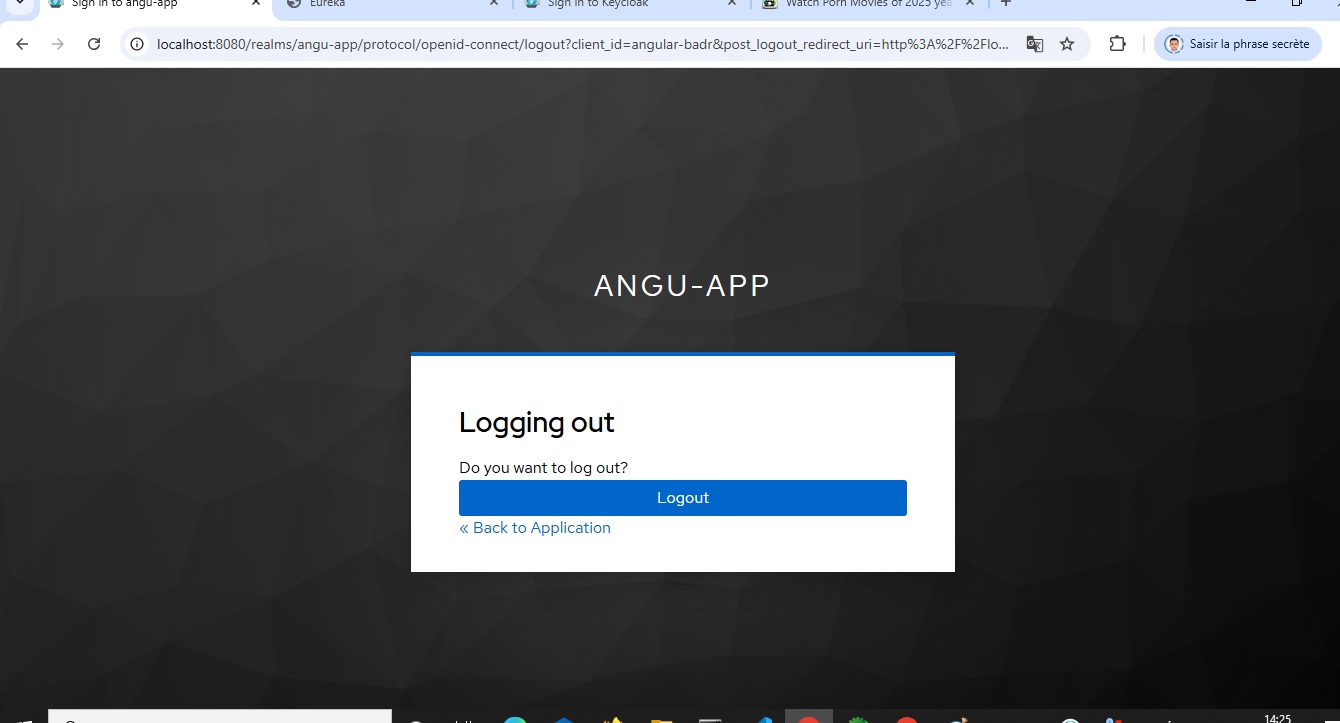 Sign in to angu-app
Eureka
Sign in to Keycloak
Watch Porn Movies of 2025 yea
localhost:8080/realms/angu-app/protocol/openid-connect/logout?client_id=angular-badr&post_logout_redirect_uri=http%3A%2F%2Flo...
Saisir la phrase secrète
ANGU-APP
Logging out
Do you want to log out?
Logout
« Back to Application
14:25